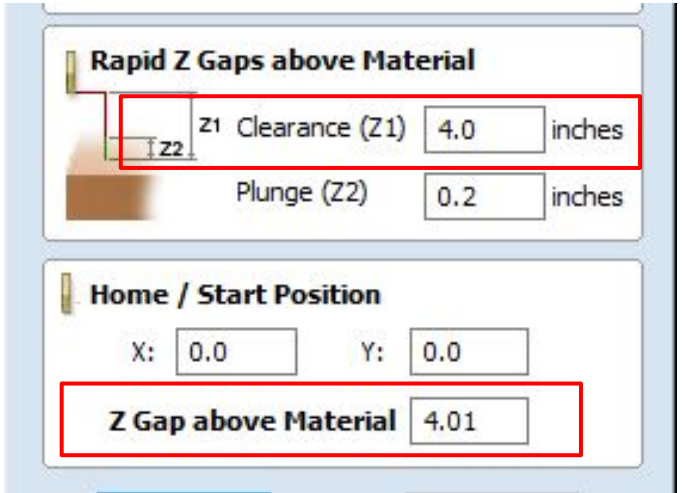 Rapid Z Gaps above Material
Z1 Clearance (Z1) 4.0 inches
Z2
Plunge (Z2) 0.2 inches
Home / Start Position
X: 0.0 Y: 0.0
Z Gap above Material 4.01